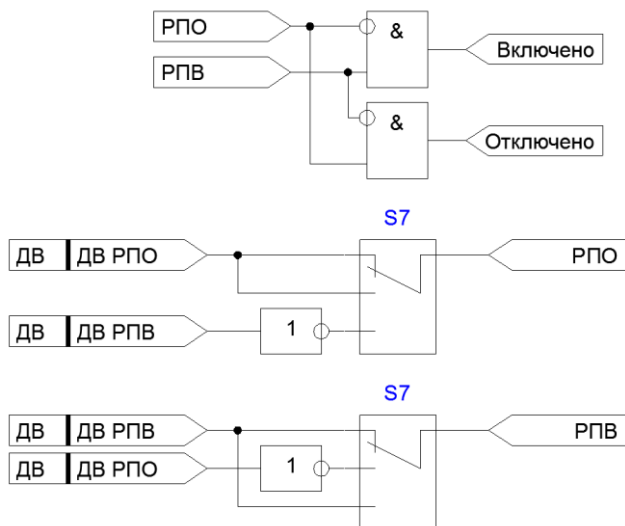 РПО
&
Включено
РПВ
&
Отключено
S7
ДВ ДВ РПО
РПО
ДВ ДВ РПВ
1
S7
ДВ ДВ РПВ
РПВ
ДВ ДВ РПО
1